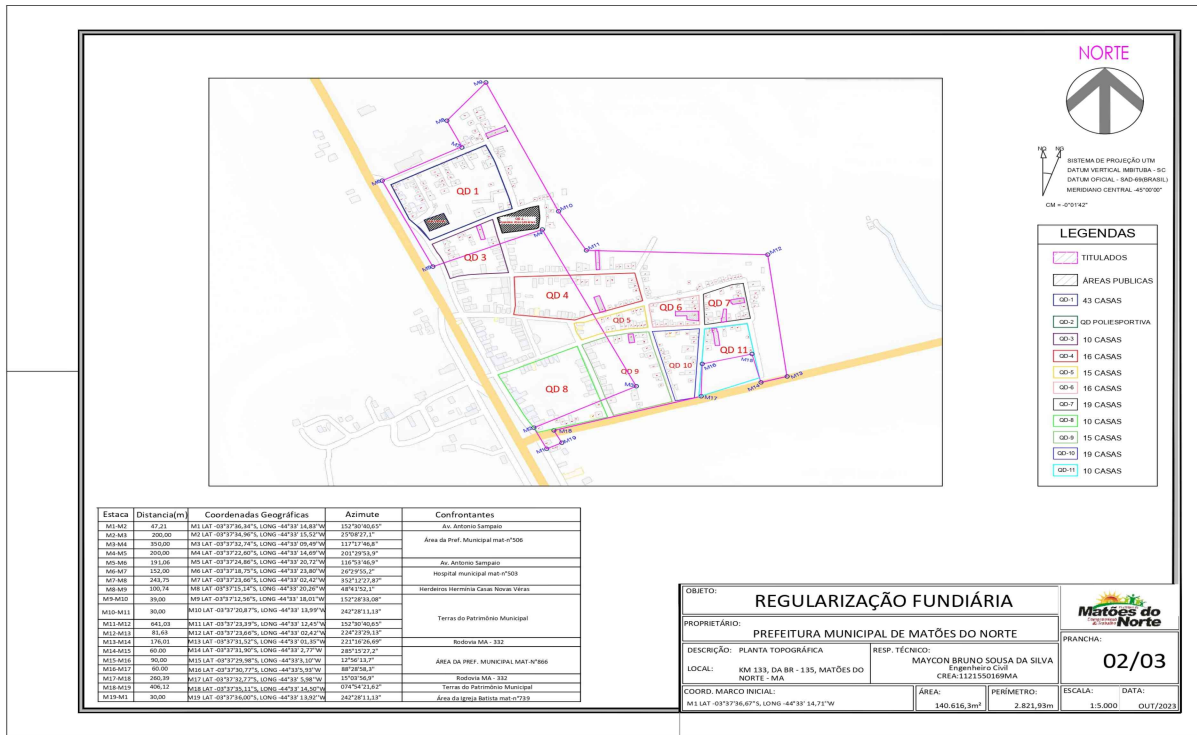 NORTE
NQ NG
SISTEMA DE PROJEÇÃO UTM
DATUM VERTICAL IMBITUBA - SC
DATUM OFICIAL - SAD-69(BRASIL)
MERIDIANO CENTRAL -45°00'00"
CM = -0°01'42"
LEGENDAS
TITULADOS
ÁREAS PUBLICAS
QD-1 43 CASAS
QD-2 QD POLIESPORTIVA
QD-3 10 CASAS
QD-4 16 CASAS
QD-5 15 CASAS
QD-6 16 CASAS
QD-7 19 CASAS
QD-8 10 CASAS
QD-9 15 CASAS
QD-10 19 CASAS
QD-11 10 CASAS
M9
M8
M7
M6
QD 1
M10
M4
M5
QD 3
M11
M12
QD 4
QD 5
QD 6
QD 7
QD 8
QD 9
QD 10
QD 11
M16
M15
M3
M14
M13
M17
M2
M18
M1
M19
Estaca Distancia(m) Coordenadas Geográficas Azimute Confrontantes
M1-M2 47,21 M1 LAT -03°37'36,34"S, LONG -44°33' 14,83"W 152°30'40,65" Av. Antonio Sampaio
M2-M3 200,00 M2 LAT -03°37'34,96"S, LONG -44°33' 15,52"W 25°08'27,1" Área da Pref. Municipal mat-n°506
M3-M4 350,00 M3 LAT -03°37'32,74"S, LONG -44°33' 09,49"W 117°17'46,8"
M4-M5 200,00 M4 LAT -03°37'22,60"S, LONG -44°33' 14,69"W 201°29'53,9"
M5-M6 191,06 M5 LAT -03°37'24,86"S, LONG -44°33' 20,72"W 116°53'46,9" Av. Antonio Sampaio
M6-M7 152,00 M6 LAT -03°37'18,75"S, LONG -44°33' 23,80"W 26°29'55,2" Hospital municipal mat-n°503
M7-M8 243,75 M7 LAT -03°37'23,66"S, LONG -44°33' 02,42"W 352°12'27,87"
M8-M9 100,74 M8 LAT -03°37'15,14"S, LONG -44°33' 20,26"W 48°41'52,1" Herdeiros Herminia Casas Novas Véras
M9-M10 39,00 M9 LAT -03°37'12,56"S, LONG -44°33' 18,01"W 152°28'33,08" Terras do Patrimônio Municipal
M10-M11 30,00 M10 LAT -03°37'20,87"S, LONG -44°33' 13,99"W 242°28'11,13"
M11-M12 641,03 M11 LAT -03°37'23,39"S, LONG -44°33' 12,45"W 152°30'40,65"
M12-M13 81,63 M12 LAT -03°37'23,66"S, LONG -44°33' 02,42"W 224°23'29,13"
M13-M14 176,01 M13 LAT -03°37'31,52"S, LONG -44°33' 01,35"W 221°16'26,69" Rodovia MA - 332
M14-M15 60.00 M14 LAT -03°37'31,90"S, LONG -44°33' 2,77"W 285°15'27,2" ÁREA DA PREF. MUNICIPAL MAT-N°866
M15-M16 90,00 M15 LAT -03°37'29,98"S, LONG -44°33'3,10"W 12°56'13,7"
M16-M17 60.00 M16 LAT -03°37'30,77"S, LONG -44°33'5,93"W 88°28'58,3"
M17-M18 260,39 M17 LAT -03°37'32,77"S, LONG -44°33' 5,98"W 15°03'56,9" Rodovia MA - 332
M18-M19 406,12 M18 LAT -03°37'35,11"S, LONG -44°33' 14,50"W 074°54'21,62" Terras do Patrimônio Municipal
M19-M1 30,00 M19 LAT -03°37'36,00"S, LONG -44°33' 13,92"W 242°28'11,13" Área da Igreja Batista mat-n°739
OBJETO:
REGULARIZAÇÃO FUNDIÁRIA
PROPRIETÁRIO:
PREFEITURA MUNICIPAL DE MATÕES DO NORTE
DESCRIÇÃO: PLANTA TOPOGRÁFICA
LOCAL: KM 133, DA BR - 135, MATÕES DO NORTE - MA
RESP. TÉCNICO:
MAYCON BRUNO SOUSA DA SILVA
Engenheiro Civil
CREA:1121550169MA
Matões do Norte
PRANCHA:
02/03
COORD. MARCO INICIAL:
M1 LAT -03°37'36,67"S, LONG -44°33' 14,71"W
ÁREA:
140.616,3m²
PERÍMETRO:
2.821,93m
ESCALA:
1:5.000
DATA:
OUT/2023